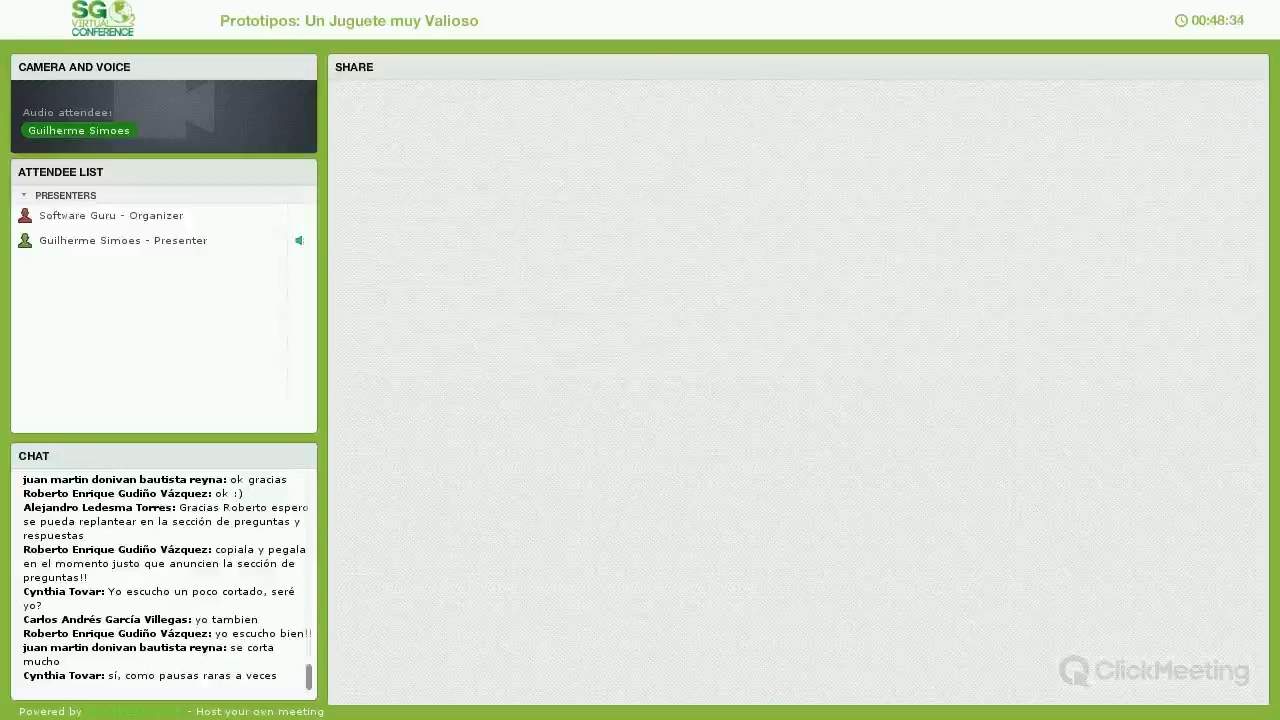 SG
VIRTUAL
CONFERENCE
Prototipos: Un Juguete muy Valioso
00:48:34
CAMERA AND VOICE
Audio attendee:
Guilherme Simoes
ATTENDEE LIST
PRESENTERS
Software Guru - Organizer
Guilherme Simoes - Presenter
CHAT
juan martin donivan bautista reyna: ok gracias
Roberto Enrique Gudiño Vázquez: ok :)
Alejandro Ledesma Torres: Gracias Roberto espero
se pueda replantear en la sección de preguntas y
respuestas
Roberto Enrique Gudiño Vázquez: copiala y pegala
en el momento justo que anuncien la sección de
preguntas!!
Cynthia Tovar: Yo escucho un poco cortado, seré
yo?
Carlos Andrés García Villegas: yo tambien
Roberto Enrique Gudiño Vázquez: yo escucho bien!!
juan martin donivan bautista reyna: se corta
mucho
Cynthia Tovar: sí, como pausas raras a veces
Powered by - Host your own meeting
SHARE
ClickMeeting